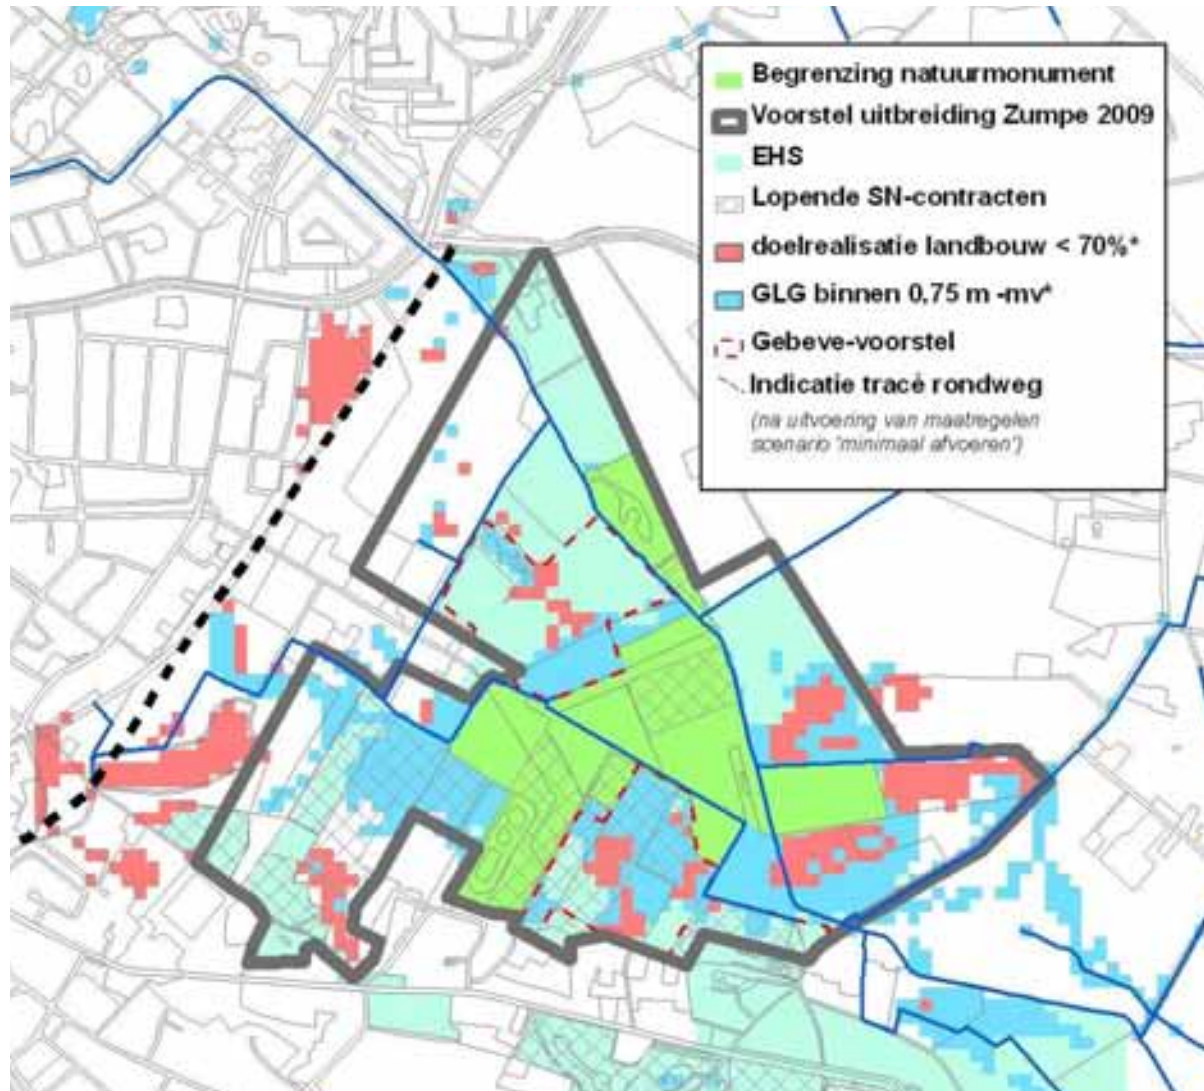 Begrenzing natuurmonument
Voorstel uitbreiding Zumpe 2009
EHS
Lopende SN-contracten
doelrealisatie landbouw < 70%*
GLG binnen 0,75 m -mv*
Gebeve-voorstel
Indicatie tracé rondweg
(na uitvoering van maatregelen
scenario 'minimaal afvoeren')